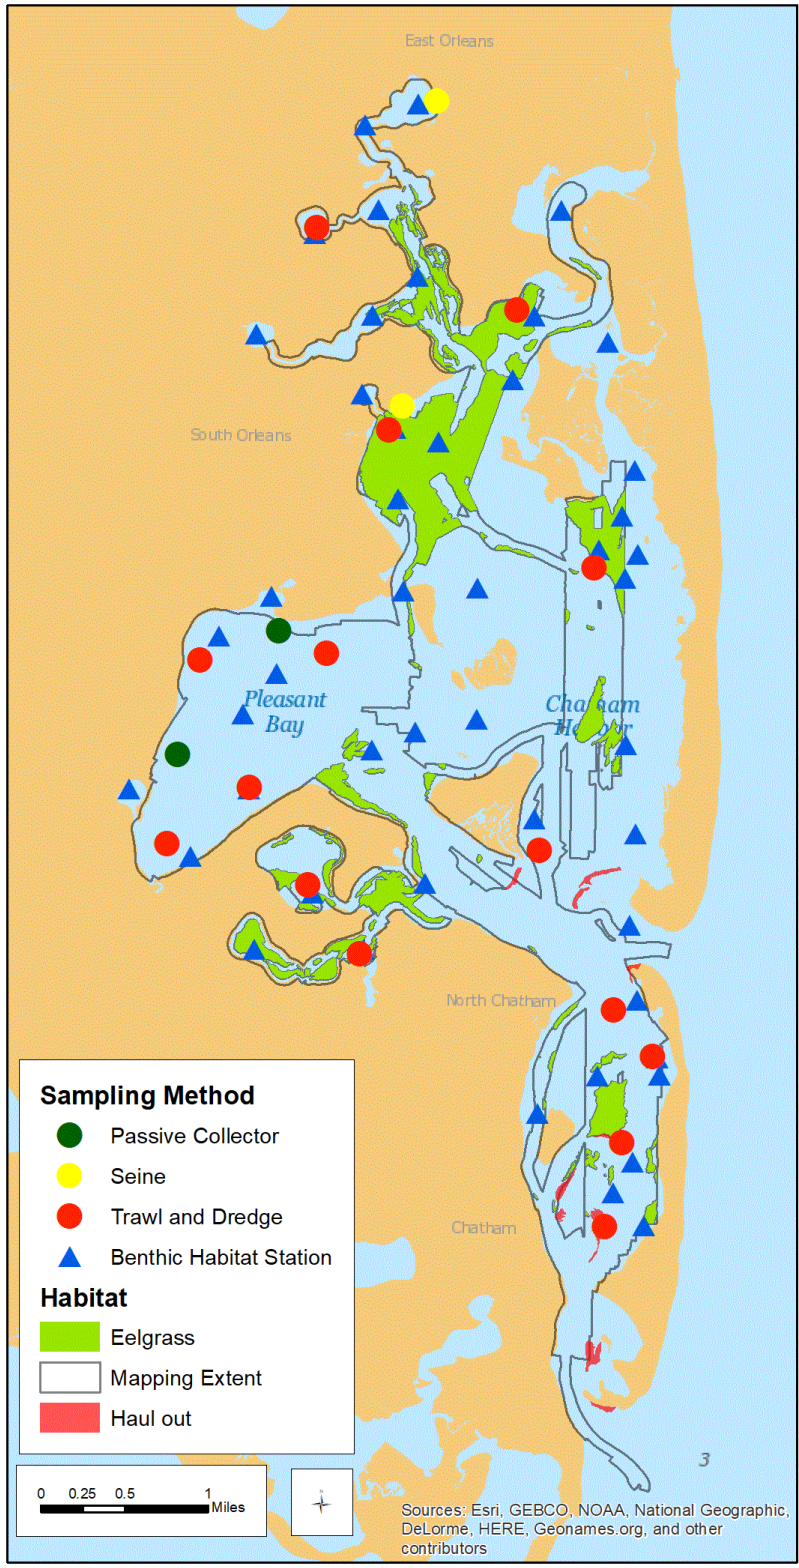 East Orleans
South Orleans
Pleasant
Bay
Chatham
Harbor
North Chatham
Chatham
3
Sampling Method
Passive Collector
Seine
Trawl and Dredge
Benthic Habitat Station
Habitat
Eelgrass
Mapping Extent
Haul out
0 0.25 0.5 1
Miles
N
Sources: Esri, GEBCO, NOAA, National Geographic,
DeLorme, HERE, Geonames.org, and other
contributors